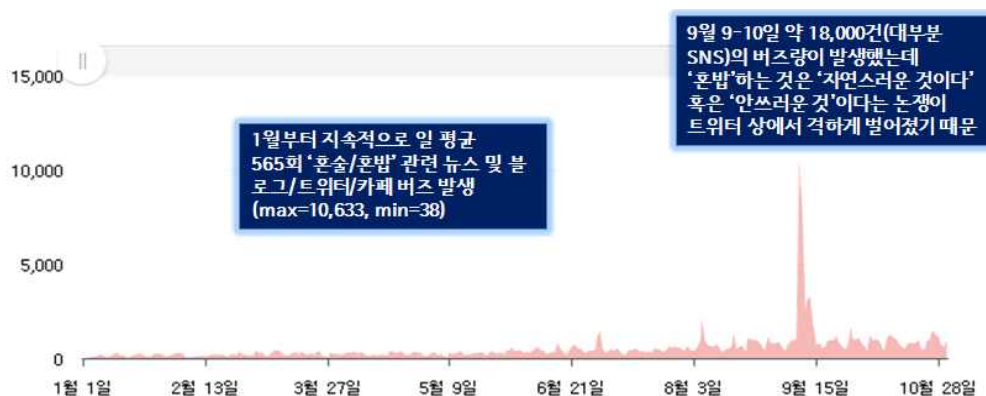 9월 9-10일 약 18,000건(대부분
SNS)의 버즈량이 발생했는데
‘혼밥’하는 것은 ‘자연스러운 것이다’
혹은 ‘안쓰러운 것’이다는 논쟁이
트위터 상에서 격하게 벌어졌기 때문
1월부터 지속적으로 일 평균
565회 ‘혼술/혼밥’ 관련 뉴스 및 블
로그/트위터/카페 버즈 발생
(max=10,633, min=38)
15,000
10,000
5,000
0
1월 1일
2월 13일
3월 27일
5월 9일
6월 21일
8월 3일
9월 15일
10월 28일